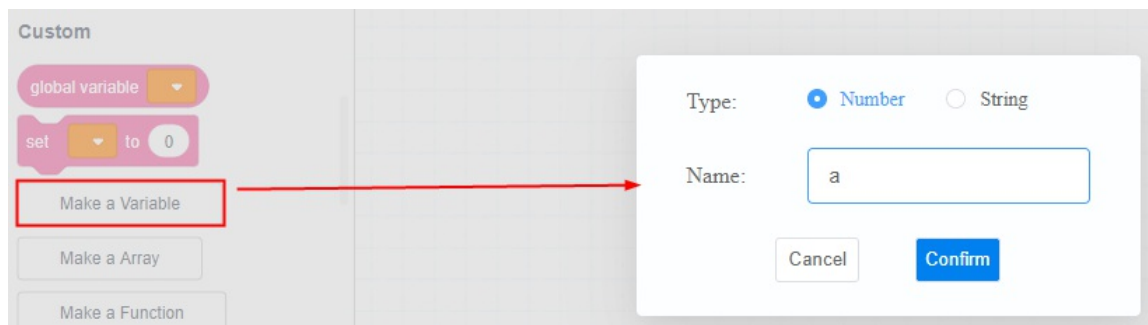 Custom
global variable
set to 0
Make a Variable
Make a Array
Make a Function
Type: Number String
Name: a
Cancel Confirm